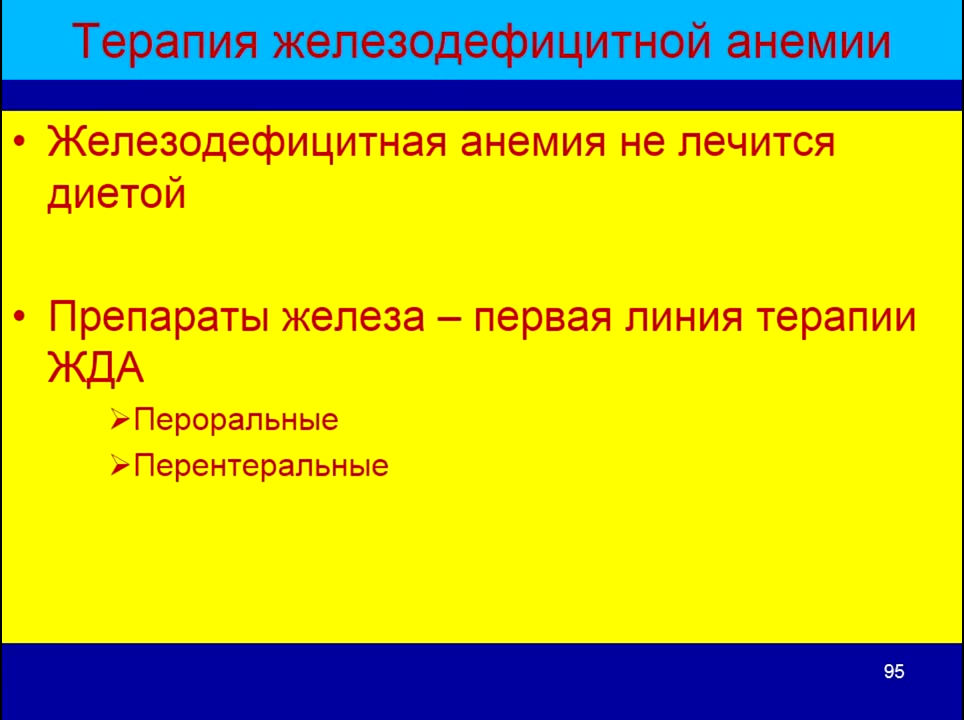 Терапия железодефицитной анемии
• Железодефицитная анемия не лечится
диетой
• Препараты железа – первая линия терапии
ЖДА
➢Пероральные
➢Перентеральные
95